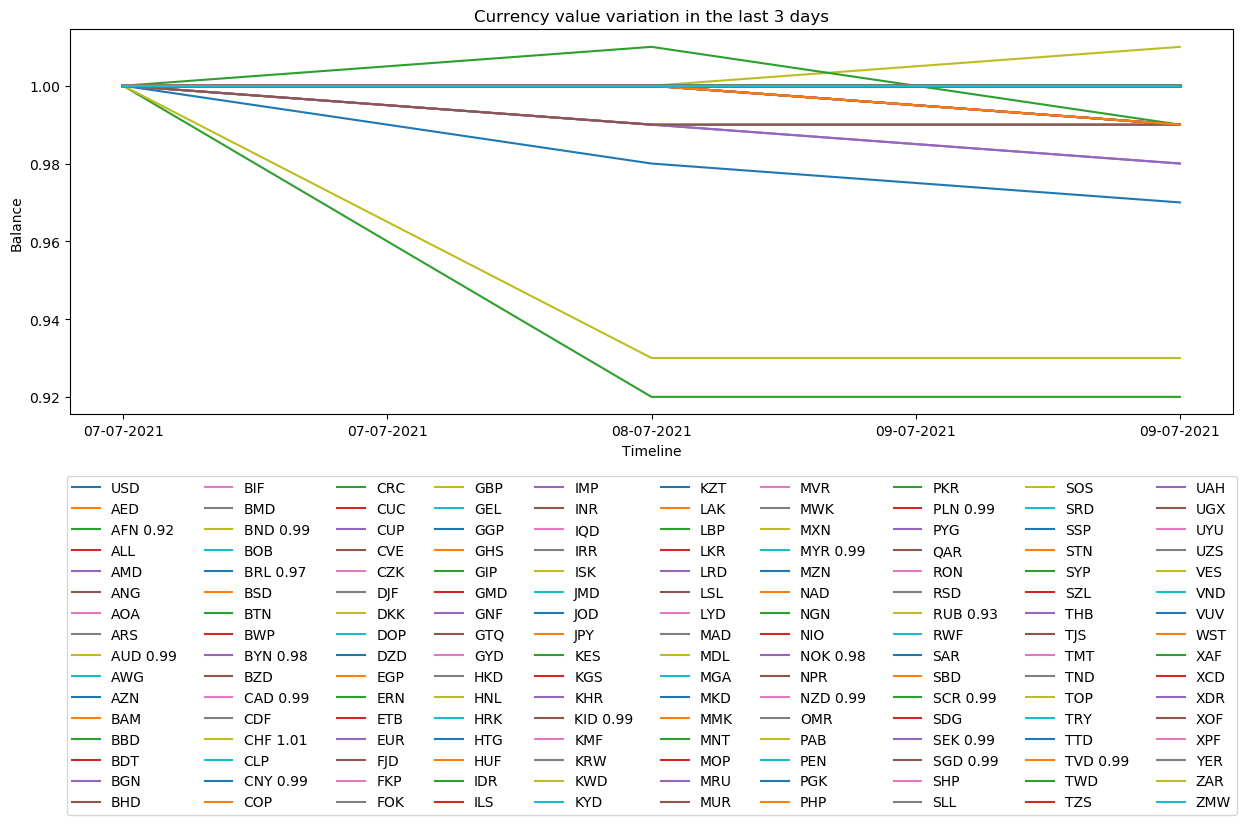 Currency value variation in the last 3 days
Balance
1.00
0.98
0.96
0.94
0.92
07-07-2021 07-07-2021 08-07-2021 09-07-2021 09-07-2021
Timeline
USD BIF CRC GBP IMP KZT MVR PKR SOS UAH
AED BMD CUC GEL INR LAK MWK PLN 0.99 SRD UGX
AFN 0.92 BND 0.99 CUP GGP IQD LBP MXN PYG SSP UYU
ALL BOB CVE GHS IRR LKR MYR 0.99 QAR STN UZS
AMD BRL 0.97 CZK GIP ISK LRD MZN RON SYP VES
ANG BSD DJF GMD JMD LSL NAD RSD SZL VND
AOA BTN DKK GNF JOD LYD NGN RUB 0.93 THB VUV
ARS BWP DOP GTQ JPY MAD NIO RWF TJS WST
AUD 0.99 BYN 0.98 DZD GYD KES MDL NOK 0.98 SAR TMT XAF
AWG BZD EGP HKD KGS MGA NPR SBD TND XCD
AZN CAD 0.99 ERN HNL KHR MKD NZD 0.99 SCR 0.99 TOP XDR
BAM CDF ETB HRK KID 0.99 MMK OMR SDG TRY XOF
BBD CHF 1.01 EUR HTG KMF MNT PAB SEK 0.99 TTD XPF
BDT CLP FJD HUF KRW MOP PEN SGD 0.99 TVD 0.99 YER
BGN CNY 0.99 FKP IDR KWD MRU PGK SHP TWD ZAR
BHD COP FOK ILS KYD MUR PHP SLL TZS ZMW